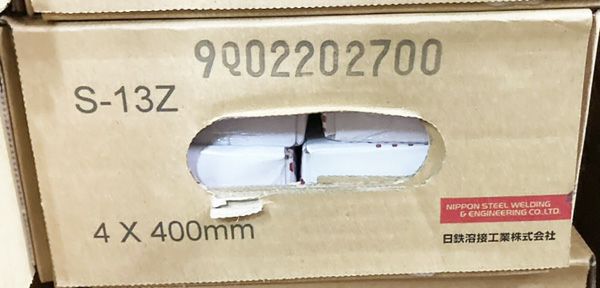 9Q02202700
S-13Z
4 X 400mm
NIPPON STEEL WELDING
& ENGINEERING CO.,LTD.
日鉄溶接工業株式会社